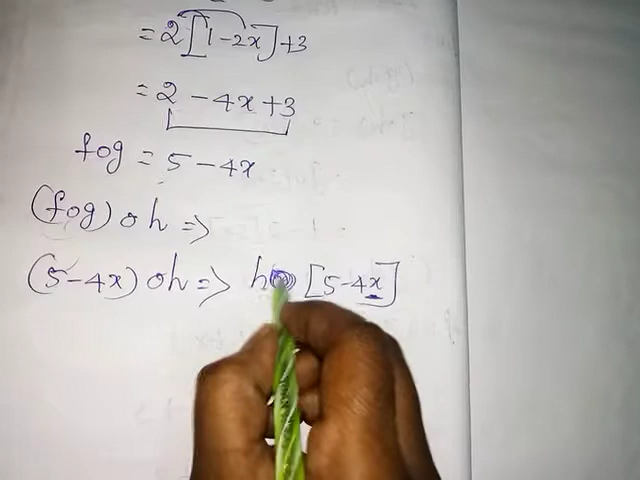 = 2[1-2x]+3
= 2 - 4x + 3
fog = 5 - 4x
(fog) o h ⇒
(5-4x) o h ⇒ h [5-4x]